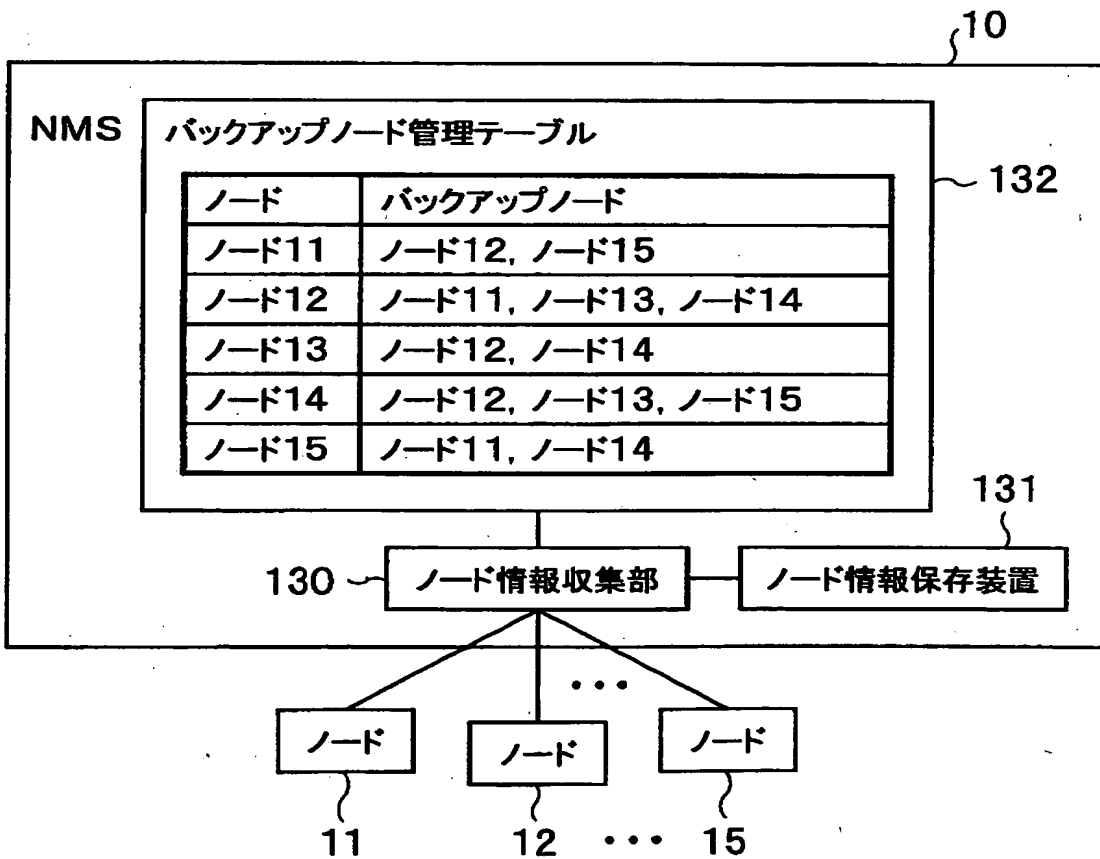 10
NMS
バックアップノード管理テーブル
132
ノード バックアップノード
ノード11 ノード12, ノード15
ノード12 ノード11, ノード13, ノード14
ノード13 ノード12, ノード14
ノード14 ノード12, ノード13, ノード15
ノード15 ノード11, ノード14
131
130 ノード情報収集部 ノード情報保存装置
•••
ノード ノード ノード
11 12 ••• 15